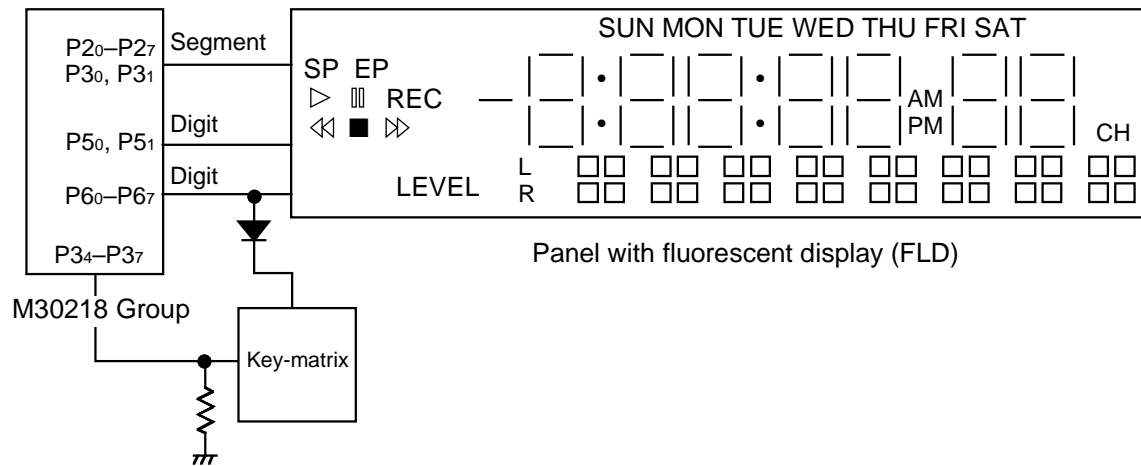 P20–P27
P30, P31
P50, P51
P60–P67
P34–P37
M30218 Group
Segment
Digit
Digit
Key-matrix
SUN MON TUE WED THU FRI SAT
SP EP
REC
AM
PM
CH
LEVEL
L
R
Panel with fluorescent display (FLD)